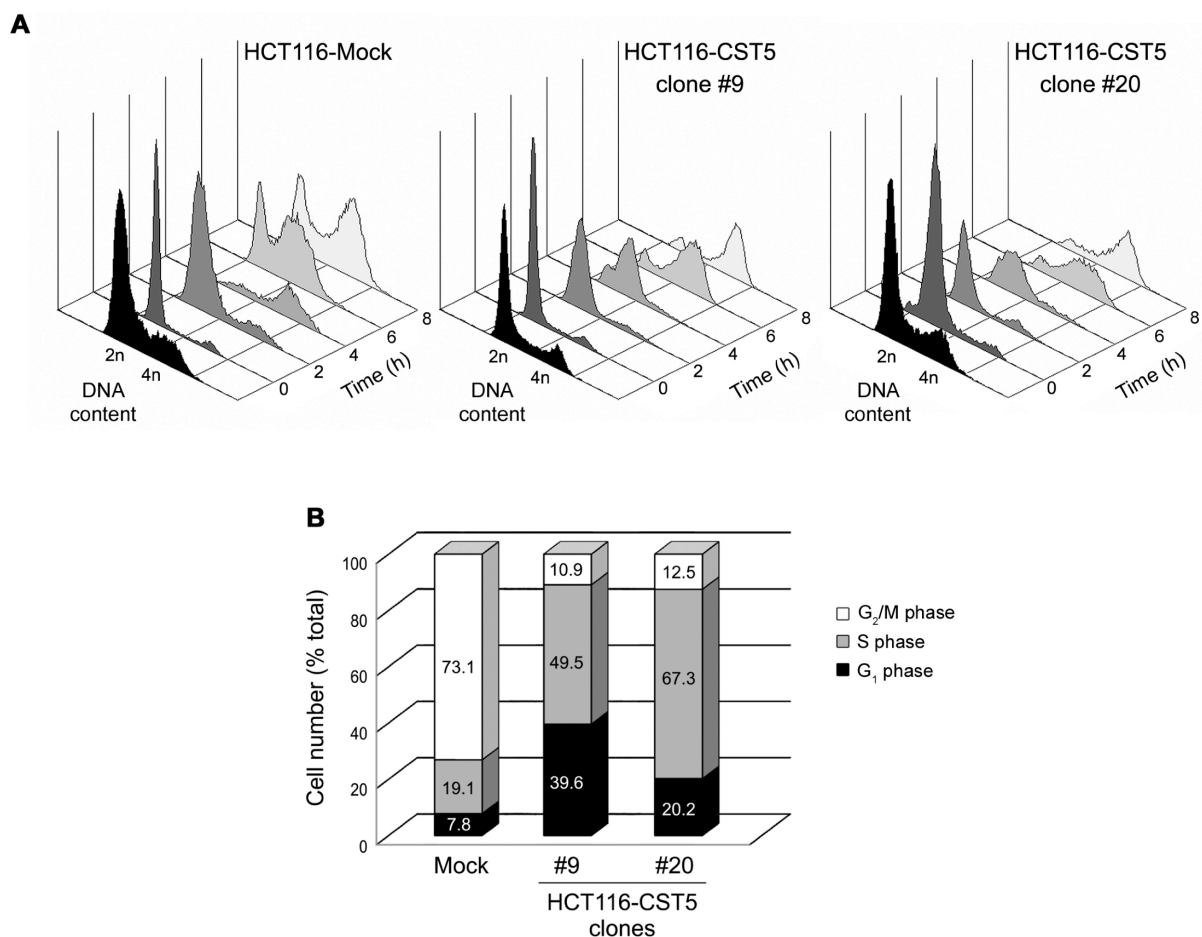 A
HCT116-Mock
HCT116-CST5
clone #9
HCT116-CST5
clone #20
2n
4n
DNA
content
0
2
4
6
8
Time (h)
2n
4n
DNA
content
0
2
4
6
8
Time (h)
2n
4n
DNA
content
0
2
4
6
8
Time (h)
B
Cell number (% total)
100
80
60
40
20
0
73.1
19.1
7.8
10.9
49.5
39.6
12.5
67.3
20.2
G2/M phase
S phase
G1 phase
Mock
#9
#20
HCT116-CST5
clones